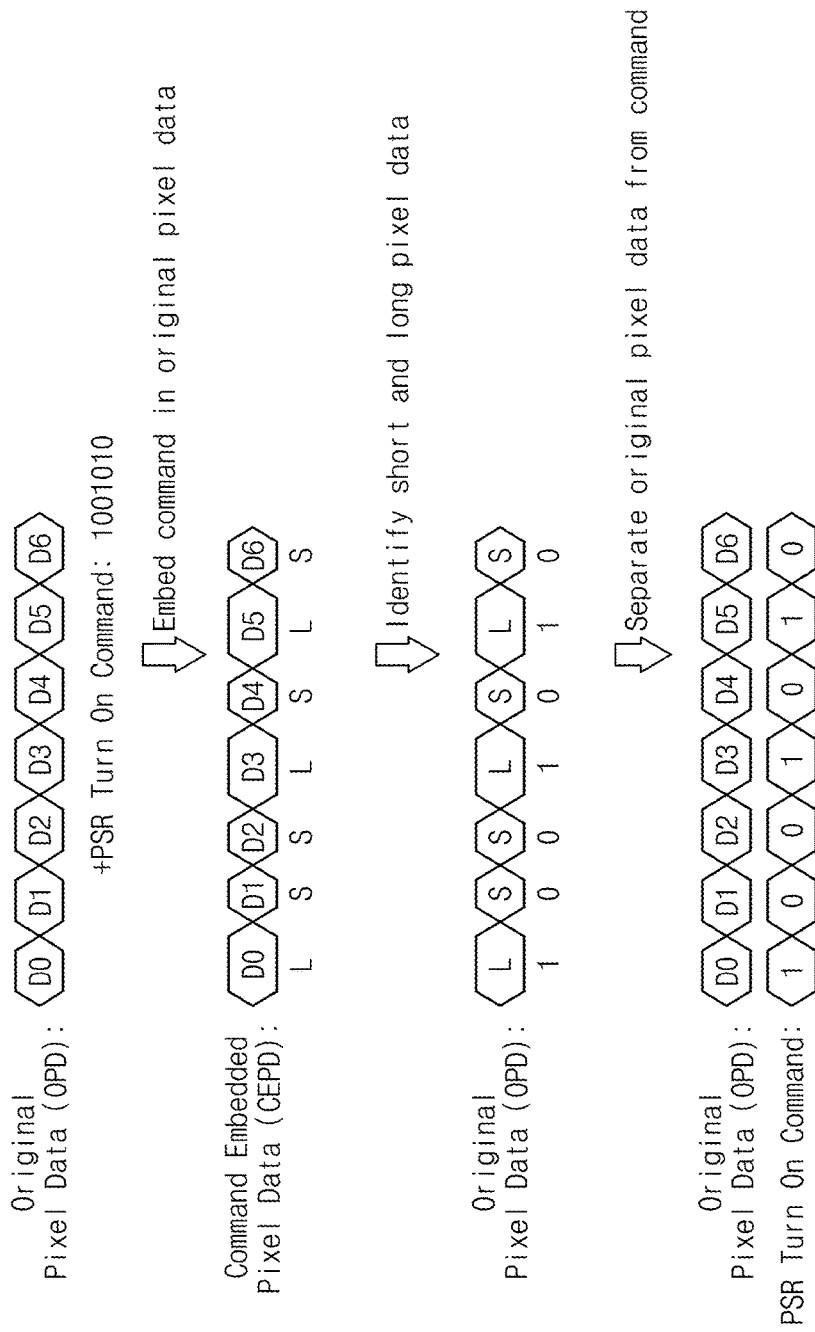 Original
Pixel Data (OPD): D0 D1 D2 D3 D4 D5 D6
+PSR Turn On Command: 1001010
Embed command in original pixel data
Command Embedded
Pixel Data (CEPD): D0 D1 D2 D3 D4 D5 D6
L S S L S L S
Identify short and long pixel data
Original
Pixel Data (OPD): L S S L S L S
1 0 0 1 0 1 0
Separate original pixel data from command
Original
Pixel Data (OPD): D0 D1 D2 D3 D4 D5 D6
PSR Turn On Command: 1 0 0 1 0 1 0